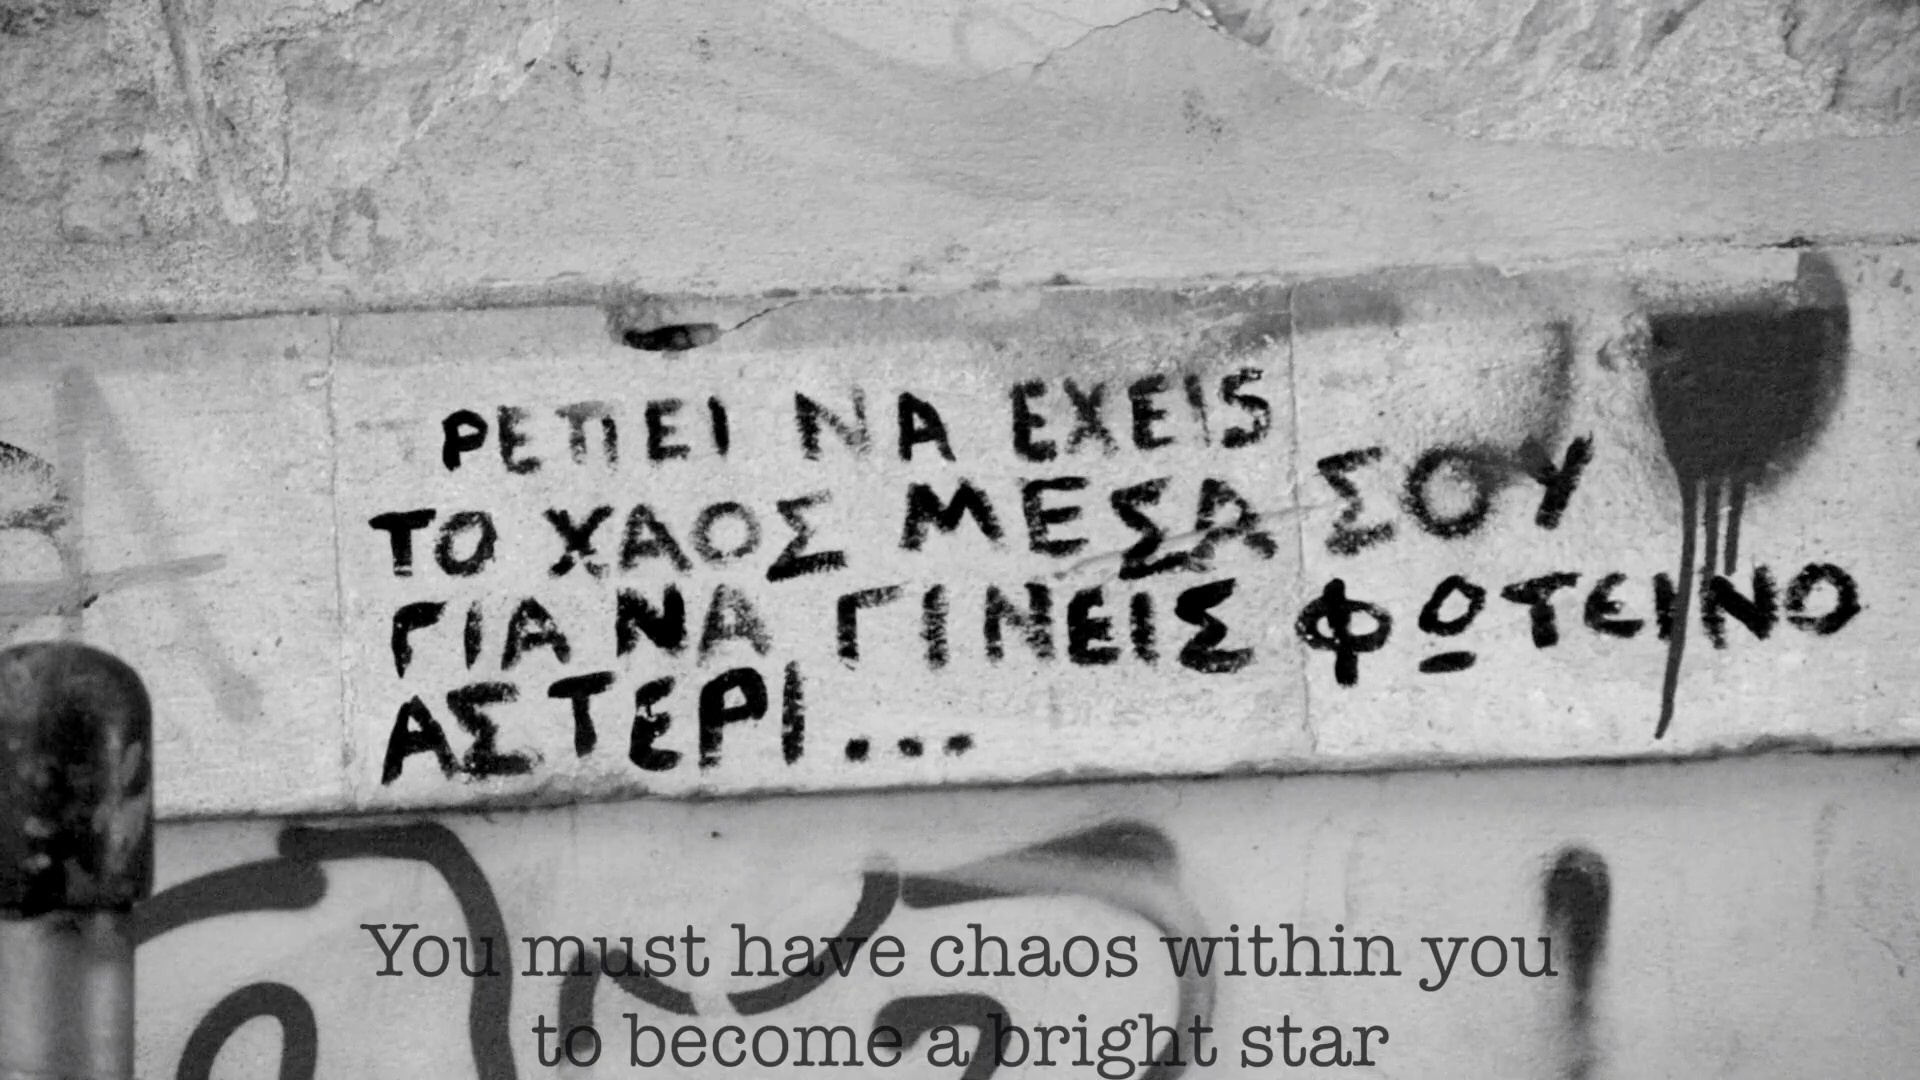 ΡΕΠΕΙ ΝΑ ΕΧΕΙS
ΤΟ ΧΑΟΣ ΜΕΣΑ ΣΟΥ
ΓΙΑ ΝΑ ΓΙΝΕΙΣ ΦΩΤΕΙΝΟ
ΑΣΤΕΡΙ...
You must have chaos within you
to become a bright star